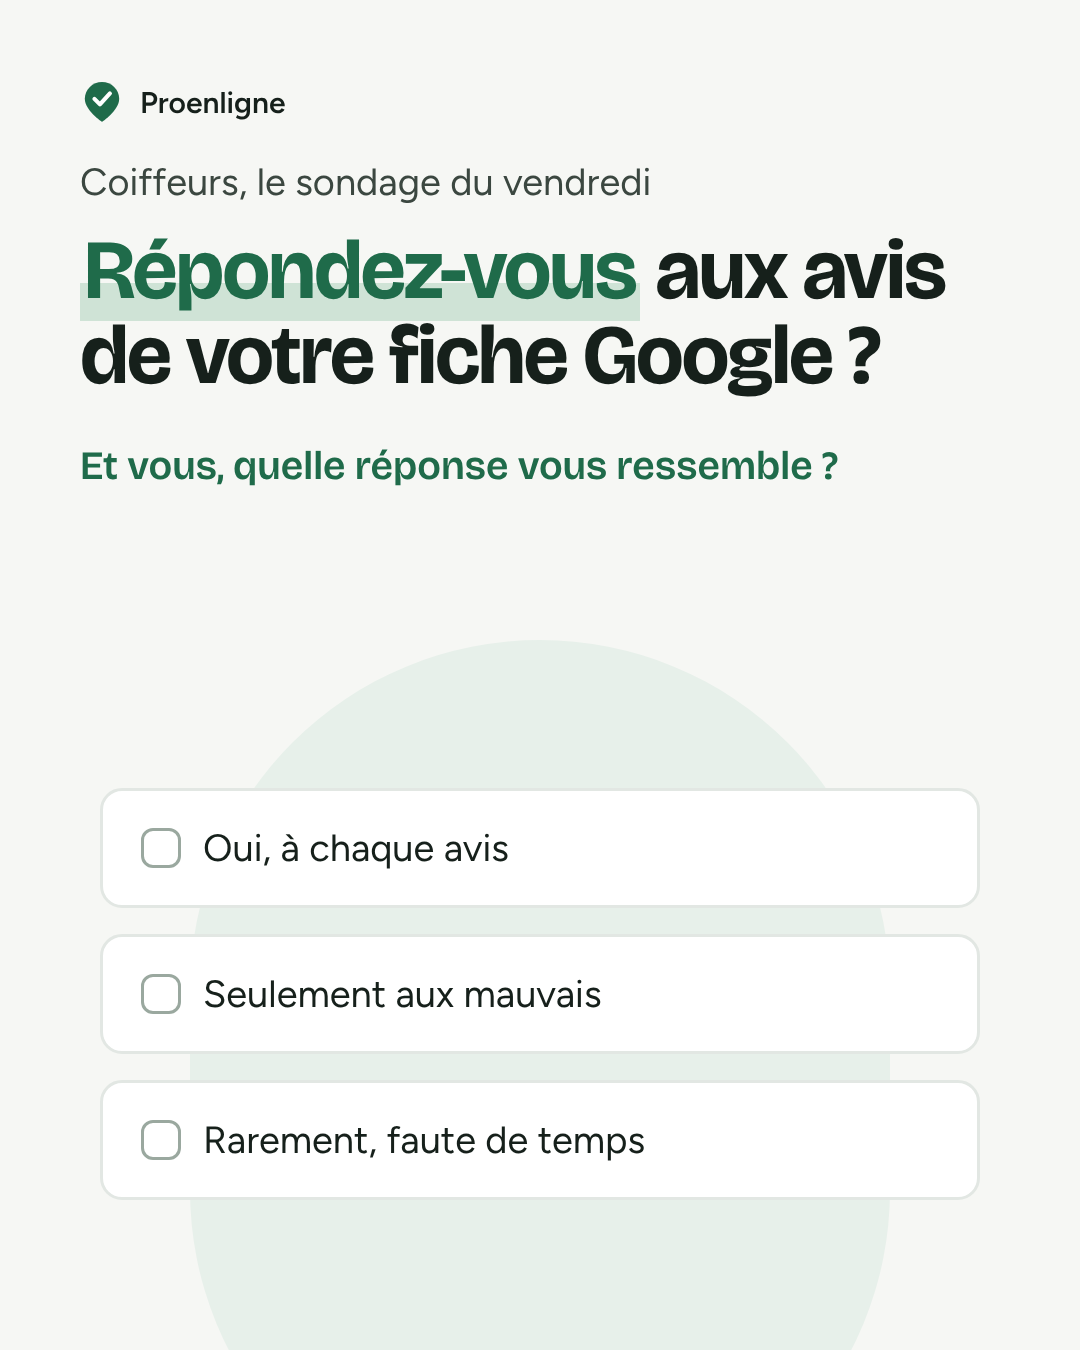 Proenligne
Coiffeurs, le sondage du vendredi
Répondez-vous aux avis
de votre fiche Google ?
Et vous, quelle réponse vous ressemble ?
Oui, à chaque avis
Seulement aux mauvais
Rarement, faute de temps